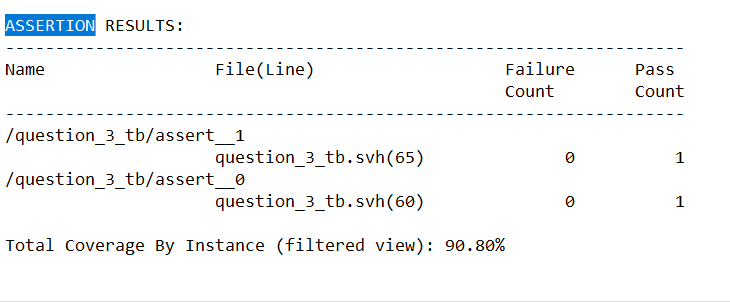 ASSERTION RESULTS:
----------------------------------------------------------------
Name                 File(Line)                   Failure      Pass
                                                  Count        Count
----------------------------------------------------------------
/question_3_tb/assert__1
                     question_3_tb.svh(65)              0          1
/question_3_tb/assert__0
                     question_3_tb.svh(60)              0          1
Total Coverage By Instance (filtered view): 90.80%